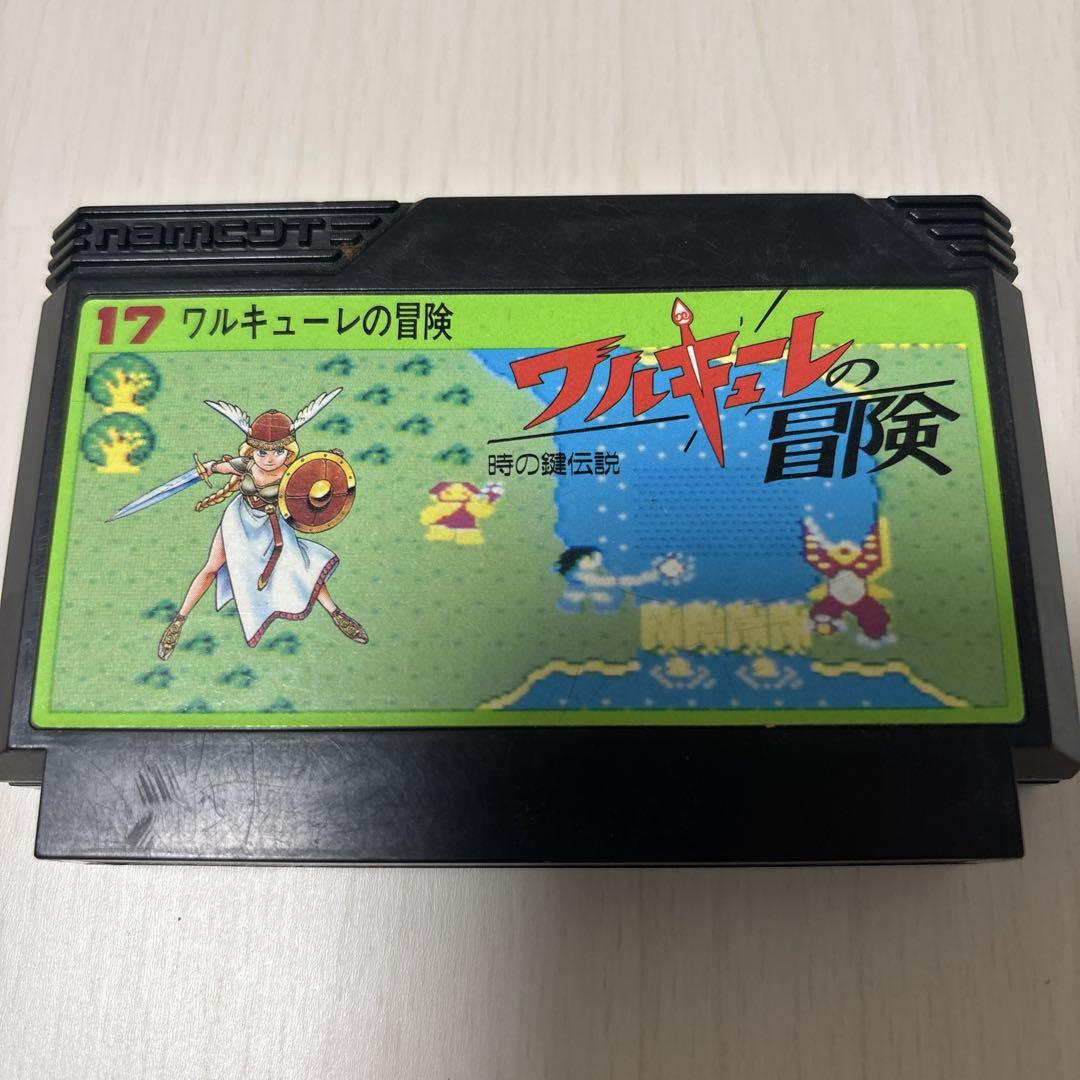 namcot
17 ワルキューレの冒険
ワルキューレの
冒険
時の鍵伝説